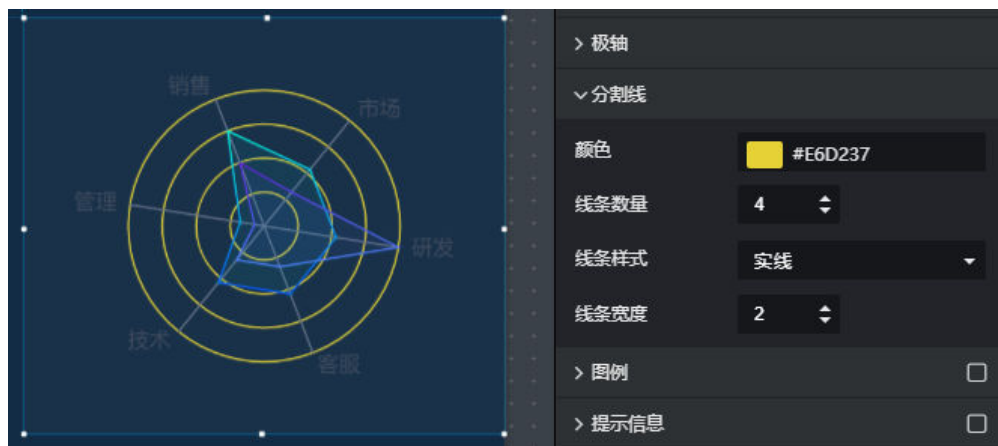 销售
市场
管理
研发
技术
客服
极轴
分割线
颜色 #E6D237
线条数量 4
线条样式 实线
线条宽度 2
图例
提示信息